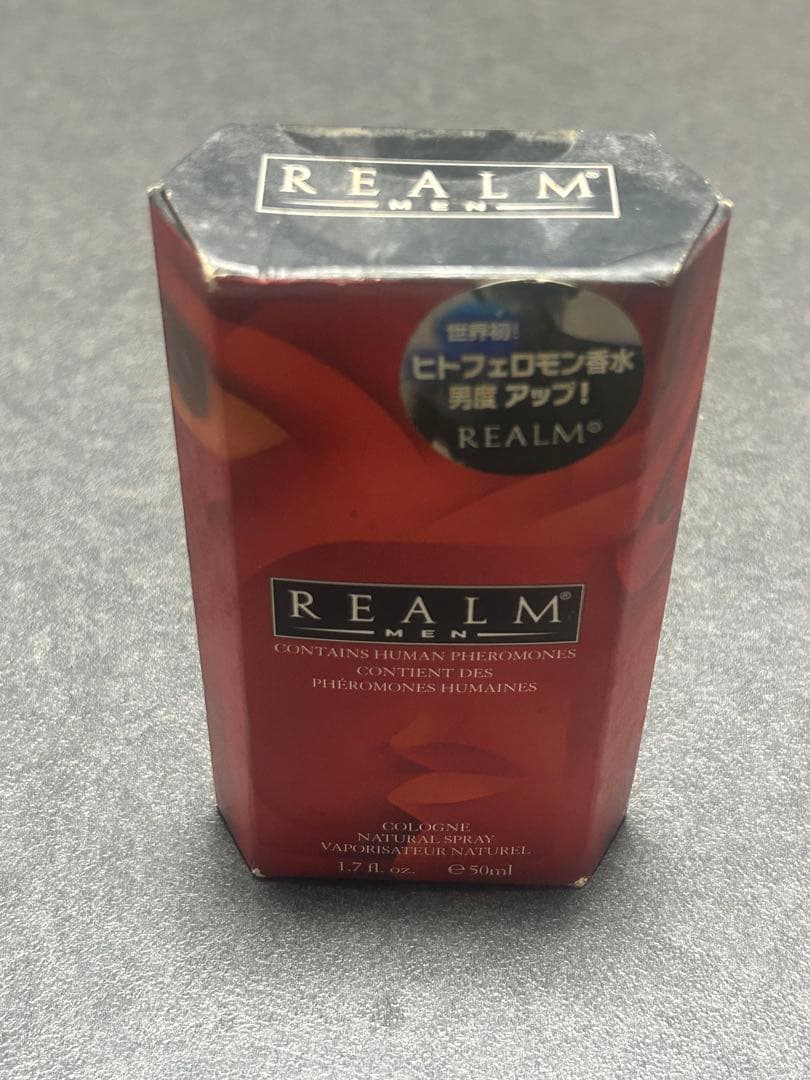 REALM®
MEN
世界初!
ヒトフェロモン香水
男度 アップ!
REALM®
REALM®
MEN
CONTAINS HUMAN PHEROMONES
CONTIENT DES
PHÉROMONES HUMAINES
COLOGNE
NATURAL SPRAY
VAPORISATEUR NATUREL
1.7 fl. oz. ℮50ml